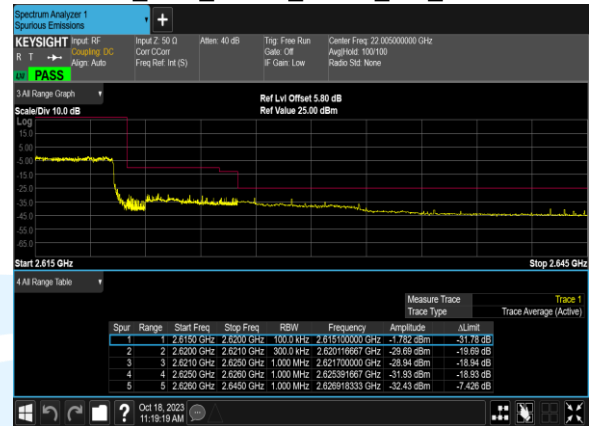 Spectrum Analyzer 1
Spurious Emissions
KEYSIGHT Input: RF Input Z: 50 Ω Atten: 40 dB Trig: Free Run Center Freq: 22.005000000 GHz
R T Coupling: DC Corr CCorr Gate: Off Avg|Hold: 100/100
Align: Auto Freq Ref: Int (S) IF Gain: Low Radio Std: None
LXI PASS
3 All Range Graph
Ref Lvl Offset 5.80 dB
Scale/Div 10.0 dB Ref Value 25.00 dBm
Log
15.0
5.00
-5.00
-15.0
-25.0
-35.0
-45.0
-55.0
-65.0
Start 2.615 GHz Stop 2.645 GHz
4 All Range Table
Measure Trace Trace 1
Trace Type Trace Average (Active)
Spur Range Start Freq Stop Freq RBW Frequency Amplitude ΔLimit
1 1 2.6150 GHz 2.6200 GHz 100.0 kHz 2.615100000 GHz -1.782 dBm -31.78 dB
2 2 2.6200 GHz 2.6210 GHz 300.0 kHz 2.620116667 GHz -29.69 dBm -19.69 dB
3 3 2.6210 GHz 2.6250 GHz 1.000 MHz 2.621700000 GHz -28.94 dBm -18.94 dB
4 4 2.6250 GHz 2.6260 GHz 1.000 MHz 2.625391667 GHz -31.93 dBm -18.93 dB
5 5 2.6260 GHz 2.6450 GHz 1.000 MHz 2.626918333 GHz -32.43 dBm -7.426 dB
Oct 18, 2023
11:19:19 AM